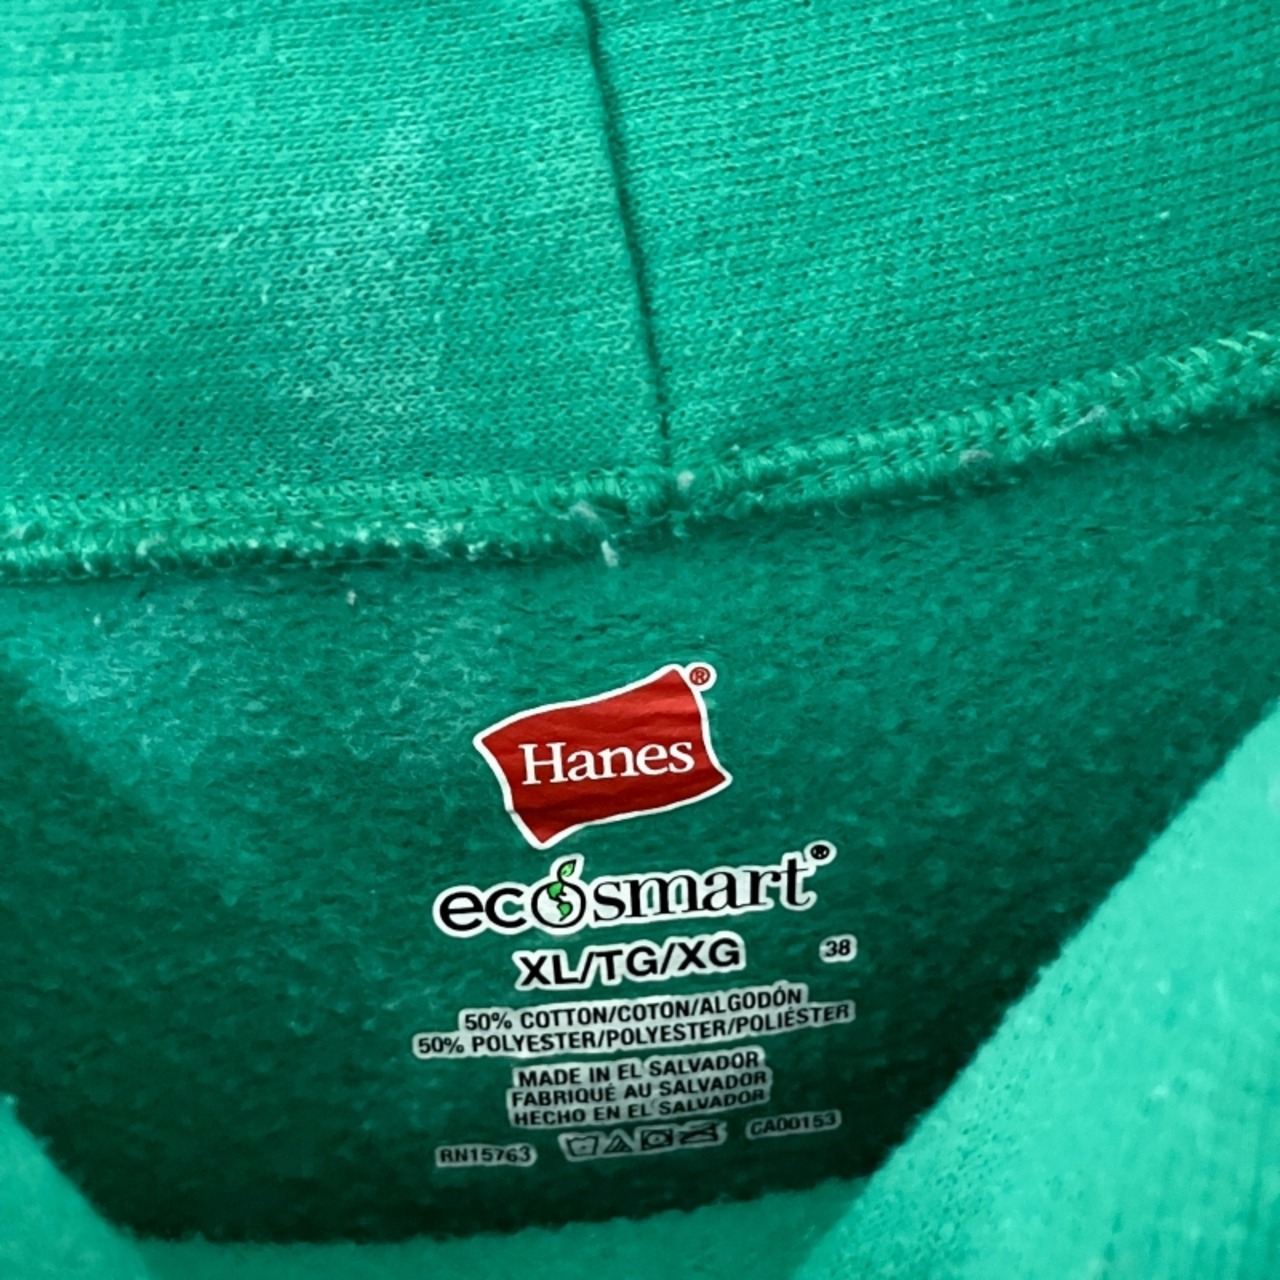 Hanes®
ecosmart®
XL/TG/XG 38
50% COTTON/COTON/ALGODÓN
50% POLYESTER/POLYESTER/POLIÉSTER
MADE IN EL SALVADOR
FABRIQUÉ AU SALVADOR
HECHO EN EL SALVADOR
RN15763 CA00153